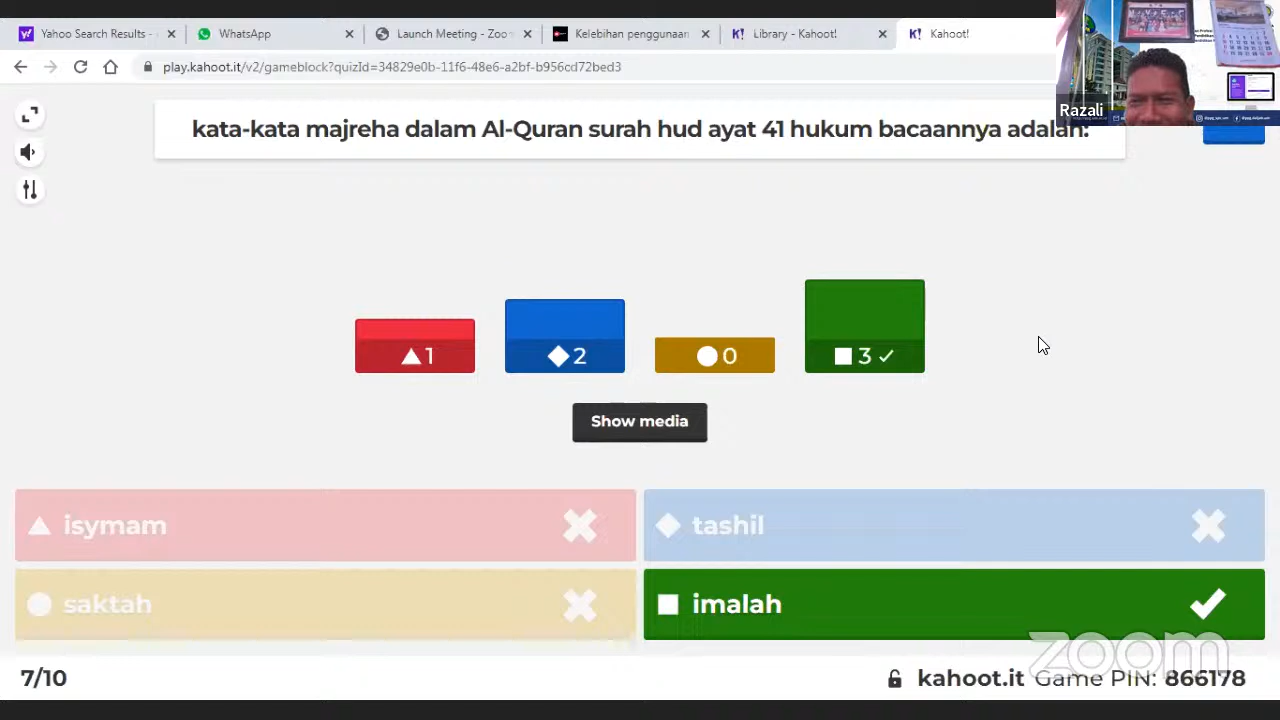 Yahoo Search Results -
WhatsApp
Launch Meeting - Zoo
Kelebihan penggunaan
Library - Kahoot!
Kahoot!
play.kahoot.it/v2/gameblock?quizId=34829e0b-11f6-48e6-a2bf-b956cd72bed3
Razali
kata-kata majreha dalam Al-Quran surah hud ayat 41 hukum bacaannya adalah:
1
2
0
3
Show media
isymam
tashil
saktah
imalah
zoom
7/10
kahoot.it Game PIN: 866178